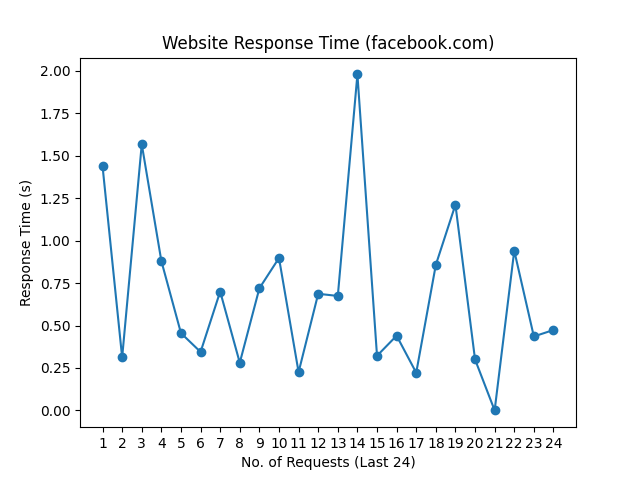 Website Response Time (facebook.com)
2.00
1.75
1.50
1.25
1.00
0.75
0.50
0.25
0.00
Response Time (s)
1 2 3 4 5 6 7 8 9 10 11 12 13 14 15 16 17 18 19 20 21 22 23 24
No. of Requests (Last 24)